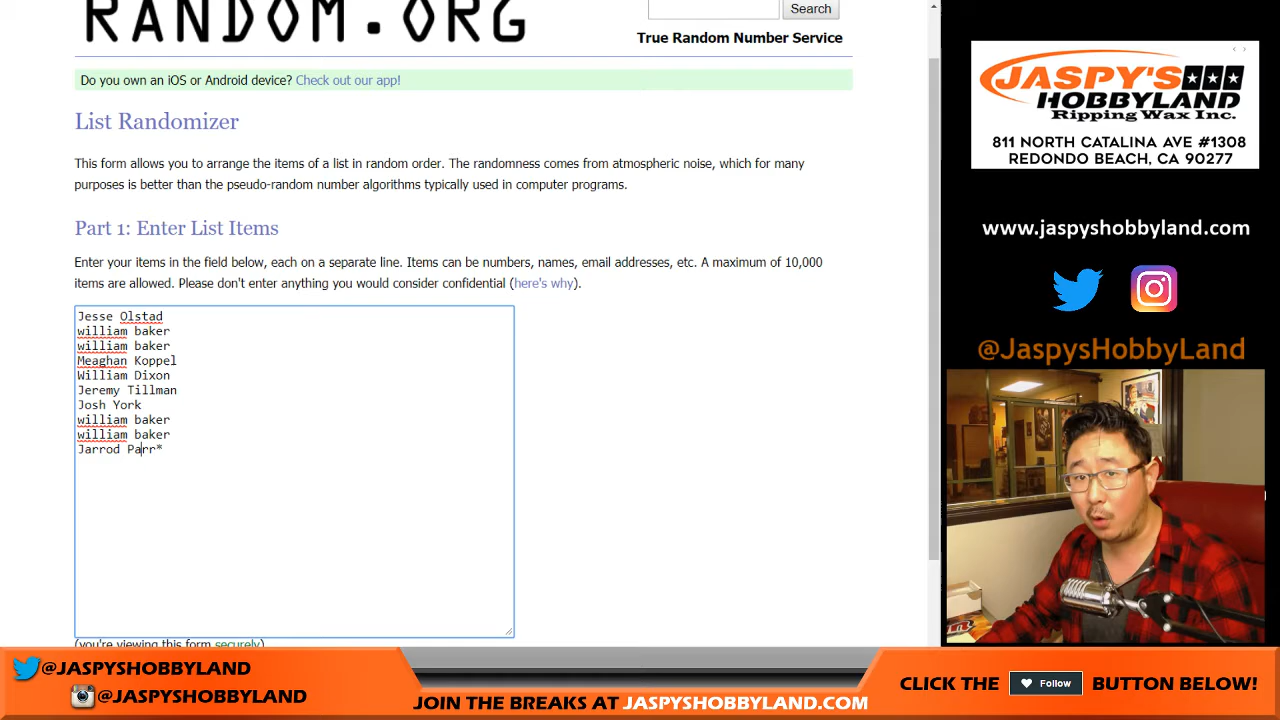 RANDOM.ORG
Search
True Random Number Service
Do you own an iOS or Android device? Check out our app!
List Randomizer
This form allows you to arrange the items of a list in random order. The randomness comes from atmospheric noise, which for many
purposes is better than the pseudo-random number algorithms typically used in computer programs.
Part 1: Enter List Items
Enter your items in the field below, each on a separate line. Items can be numbers, names, email addresses, etc. A maximum of 10,000
items are allowed. Please don't enter anything you would consider confidential (here's why).
Jesse Olstad
william baker
william baker
Meaghan Koppel
William Dixon
Jeremy Tillman
Josh York
william baker
william baker
Jarrod Parr*
(you're viewing this form securely)
JASPY'S
HOBBYLAND
Ripping Wax Inc.
811 NORTH CATALINA AVE #1308
REDONDO BEACH, CA 90277
www.jaspyshobbyland.com
@JaspysHobbyLand
@JASPYSHOBBYLAND
@JASPYSHOBBYLAND
JOIN THE BREAKS AT JASPYSHOBBYLAND.COM
CLICK THE Follow BUTTON BELOW!